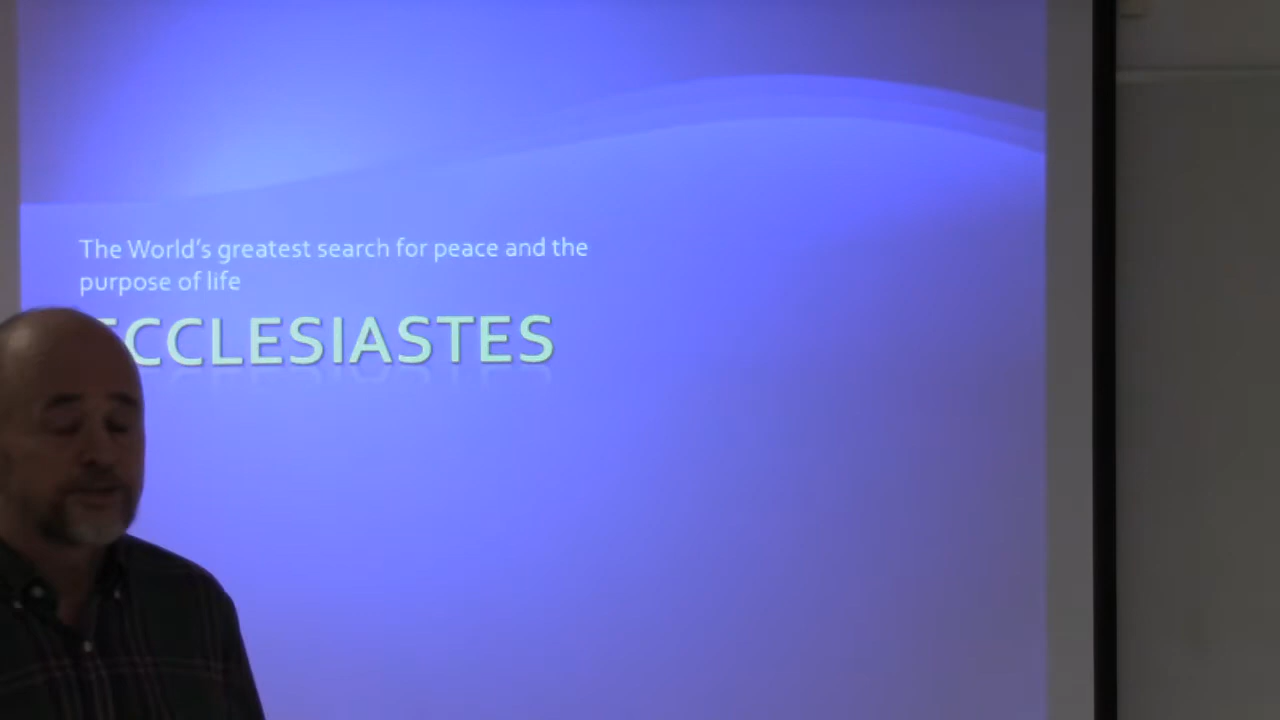 The World's greatest search for peace and the
purpose of life
ECCLESIASTES